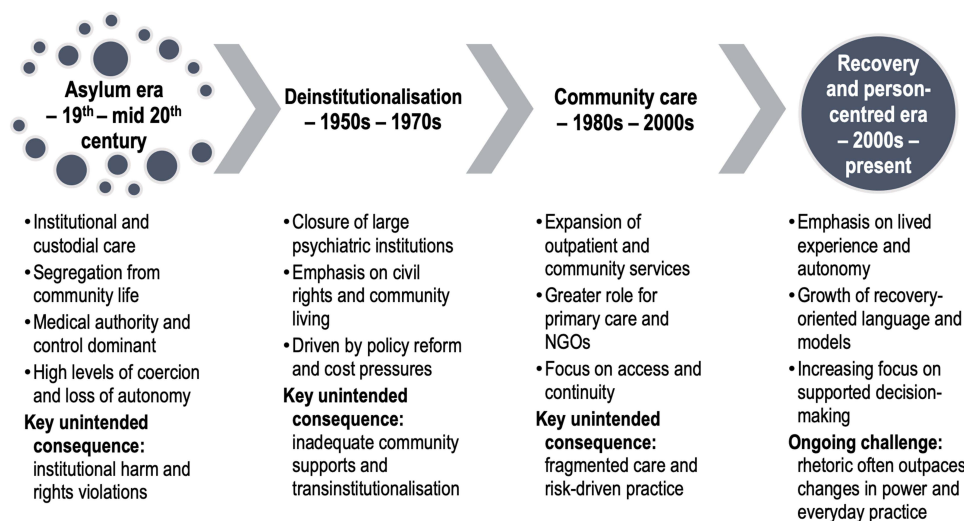 Asylum era
– 19th – mid 20th
century
Deinstitutionalisation
– 1950s – 1970s
Community care
– 1980s – 2000s
Recovery
and person-
centred era
– 2000s –
present
• Institutional and
custodial care
• Segregation from
community life
• Medical authority and
control dominant
• High levels of coercion
and loss of autonomy
Key unintended
consequence:
institutional harm and
rights violations
• Closure of large
psychiatric institutions
• Emphasis on civil
rights and community
living
• Driven by policy reform
and cost pressures
Key unintended
consequence:
inadequate community
supports and
transinstitutionalisation
• Expansion of
outpatient and
community services
• Greater role for
primary care and
NGOs
• Focus on access and
continuity
Key unintended
consequence:
fragmented care and
risk-driven practice
• Emphasis on lived
experience and
autonomy
• Growth of recovery-
oriented language and
models
• Increasing focus on
supported decision-
making
Ongoing challenge:
rhetoric often outpaces
changes in power and
everyday practice